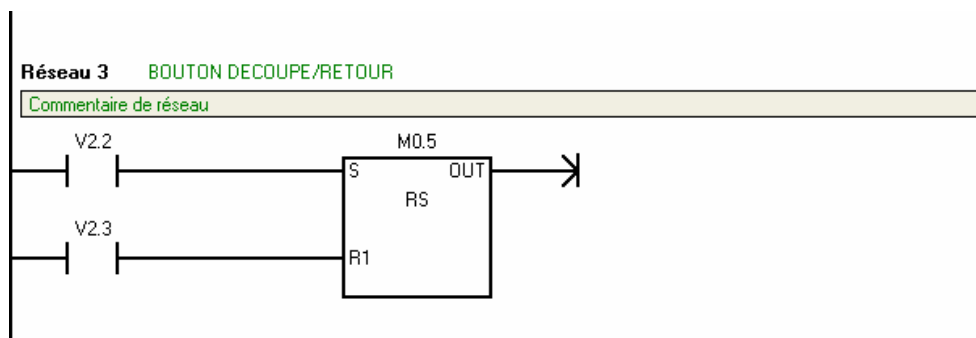 Réseau 3 BOUTON DECOUPE/RETOUR
Commentaire de réseau
V2.2 M0.5
S OUT
RS
V2.3
R1